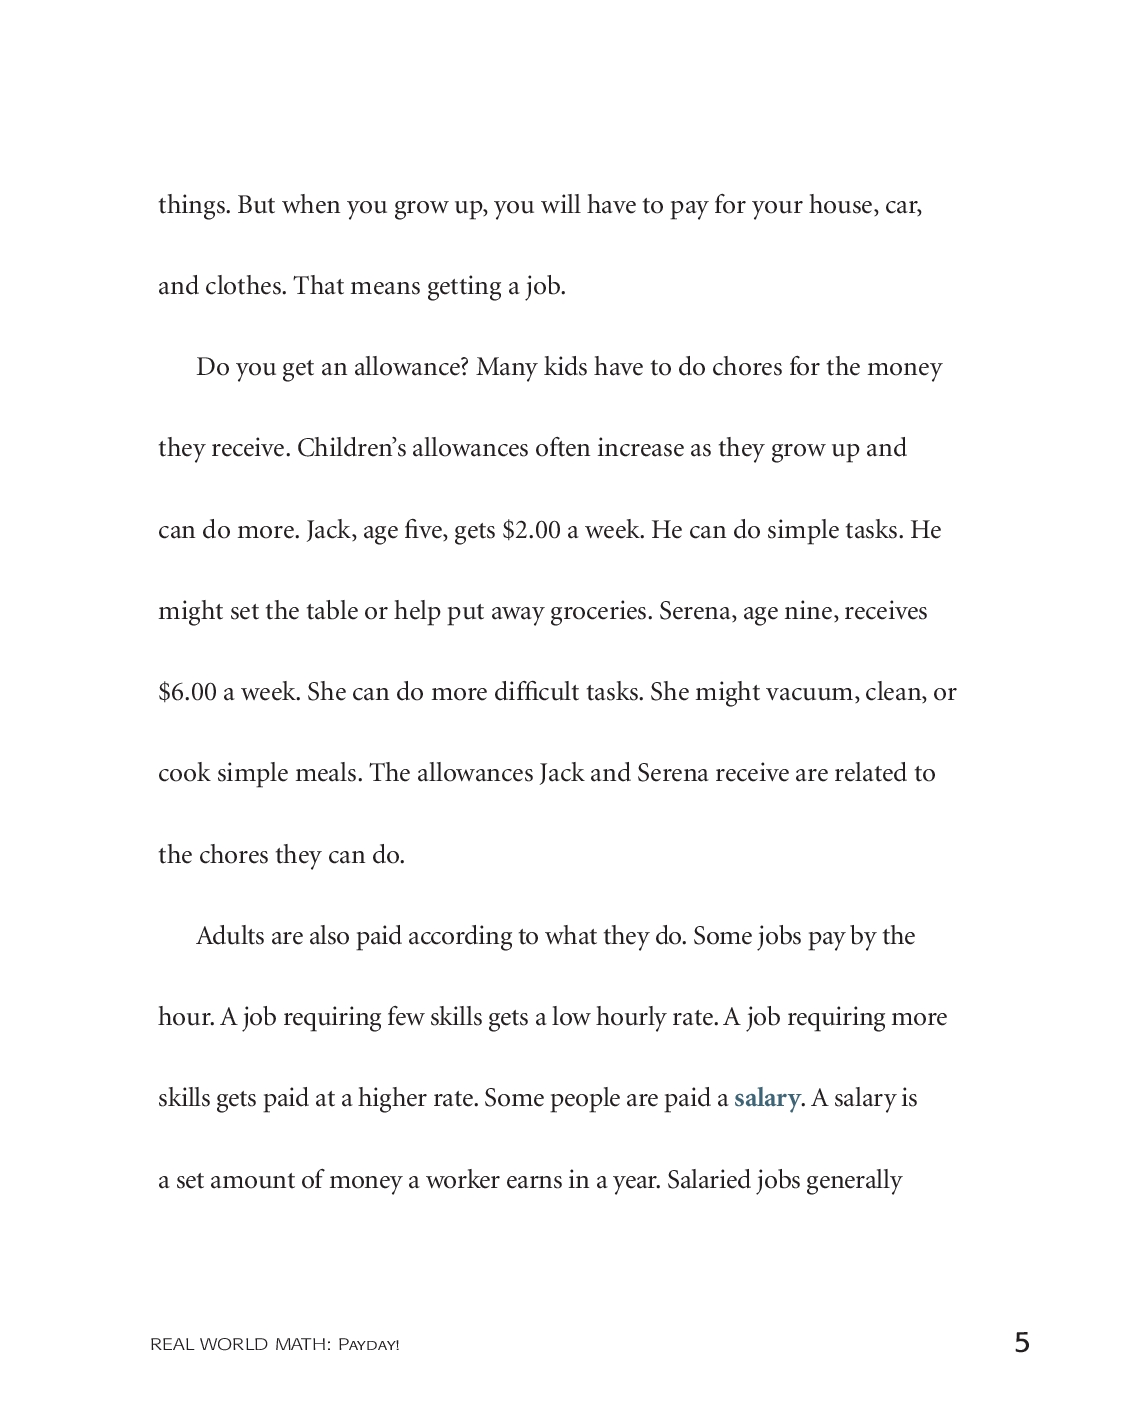 things. But when you grow up, you will have to pay for your house, car,
and clothes. That means getting a job.
Do you get an allowance? Many kids have to do chores for the money
they receive. Children’s allowances often increase as they grow up and
can do more. Jack, age five, gets $2.00 a week. He can do simple tasks. He
might set the table or help put away groceries. Serena, age nine, receives
$6.00 a week. She can do more difficult tasks. She might vacuum, clean, or
cook simple meals. The allowances Jack and Serena receive are related to
the chores they can do.
Adults are also paid according to what they do. Some jobs pay by the
hour. A job requiring few skills gets a low hourly rate. A job requiring more
skills gets paid at a higher rate. Some people are paid a salary. A salary is
a set amount of money a worker earns in a year. Salaried jobs generally
REAL WORLD MATH: PAYDAY! 5